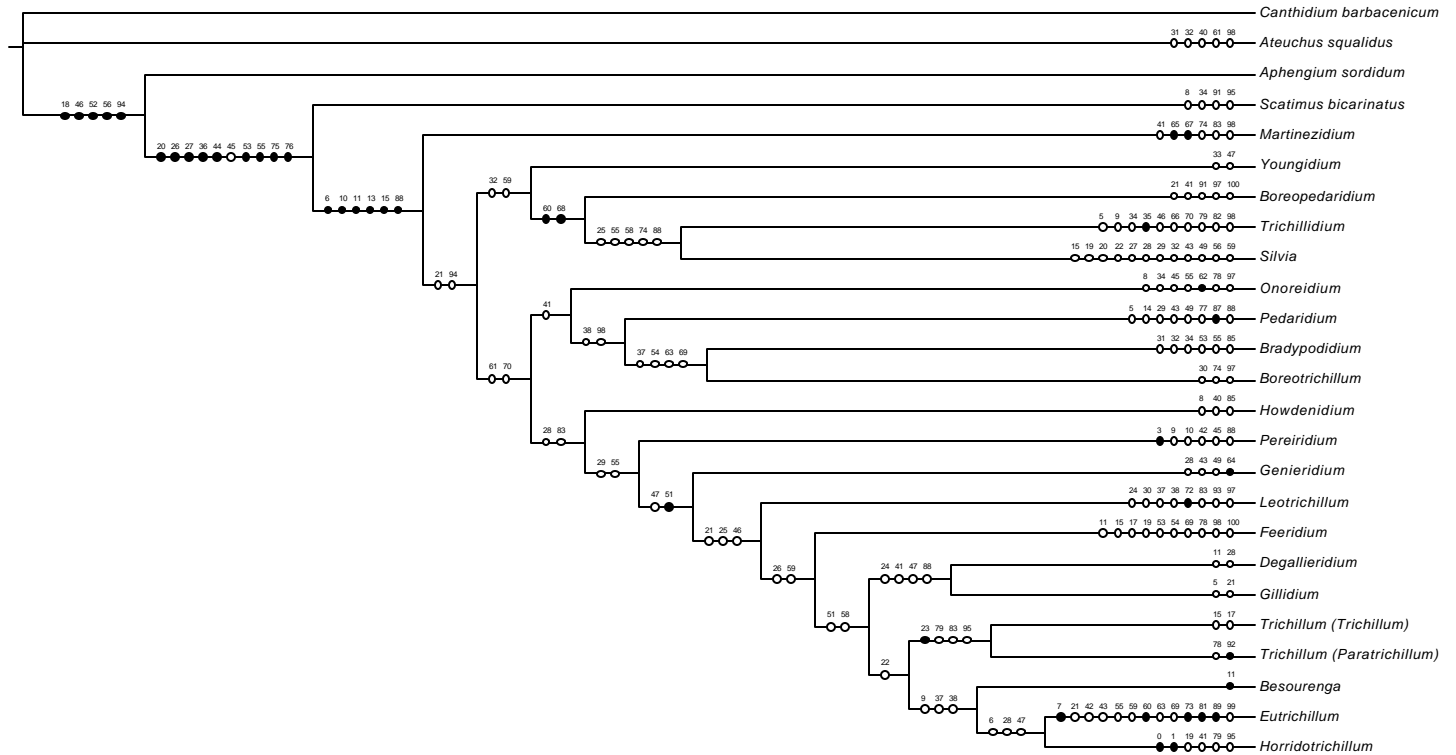 Canthidium barbacenicum
31 32 40 61 98
Ateuchus squalidus
Aphengium sordidum
18 46 52 56 94
8 34 91 95
Scatimus bicarinatus
41 65 67 74 83 98
Martinezidium
20 26 27 36 44 45 53 55 75 76
33 47
Youngidium
32 59
21 41 91 97 100
Boreopedaridium
6 10 11 13 15 88
60 68
5 9 34 35 46 66 70 79 82 98
Trichillidium
25 55 58 74 88
15 19 20 22 27 28 29 32 43 49 56 59
Silvia
21 94
8 34 45 55 62 78 97
Onoreidium
41
5 14 29 43 49 77 87 88
Pedaridium
38 98
31 32 34 53 55 85
Bradypodidium
37 54 63 69
30 74 97
Boreotrichillum
61 70
8 40 85
Howdenidium
28 83
3 9 10 42 45 88
Pereiridium
29 55
28 43 49 64
Genieridium
47 51
24 30 37 38 72 83 93 97
Leotrichillum
21 25 46
11 15 17 19 53 54 69 78 98 100
Feeridium
26 59
24 41 47 88
11 28
Degallieridium
5 21
Gillidium
51 58
15 17
Trichillum (Trichillum)
23 79 83 95
78 92
Trichillum (Paratrichillum)
22
11
Besourenga
9 37 38
7 21 42 43 55 59 60 63 69 73 81 89 99
Eutrichillum
6 28 47
0 1 19 41 79 95
Horridotrichillum